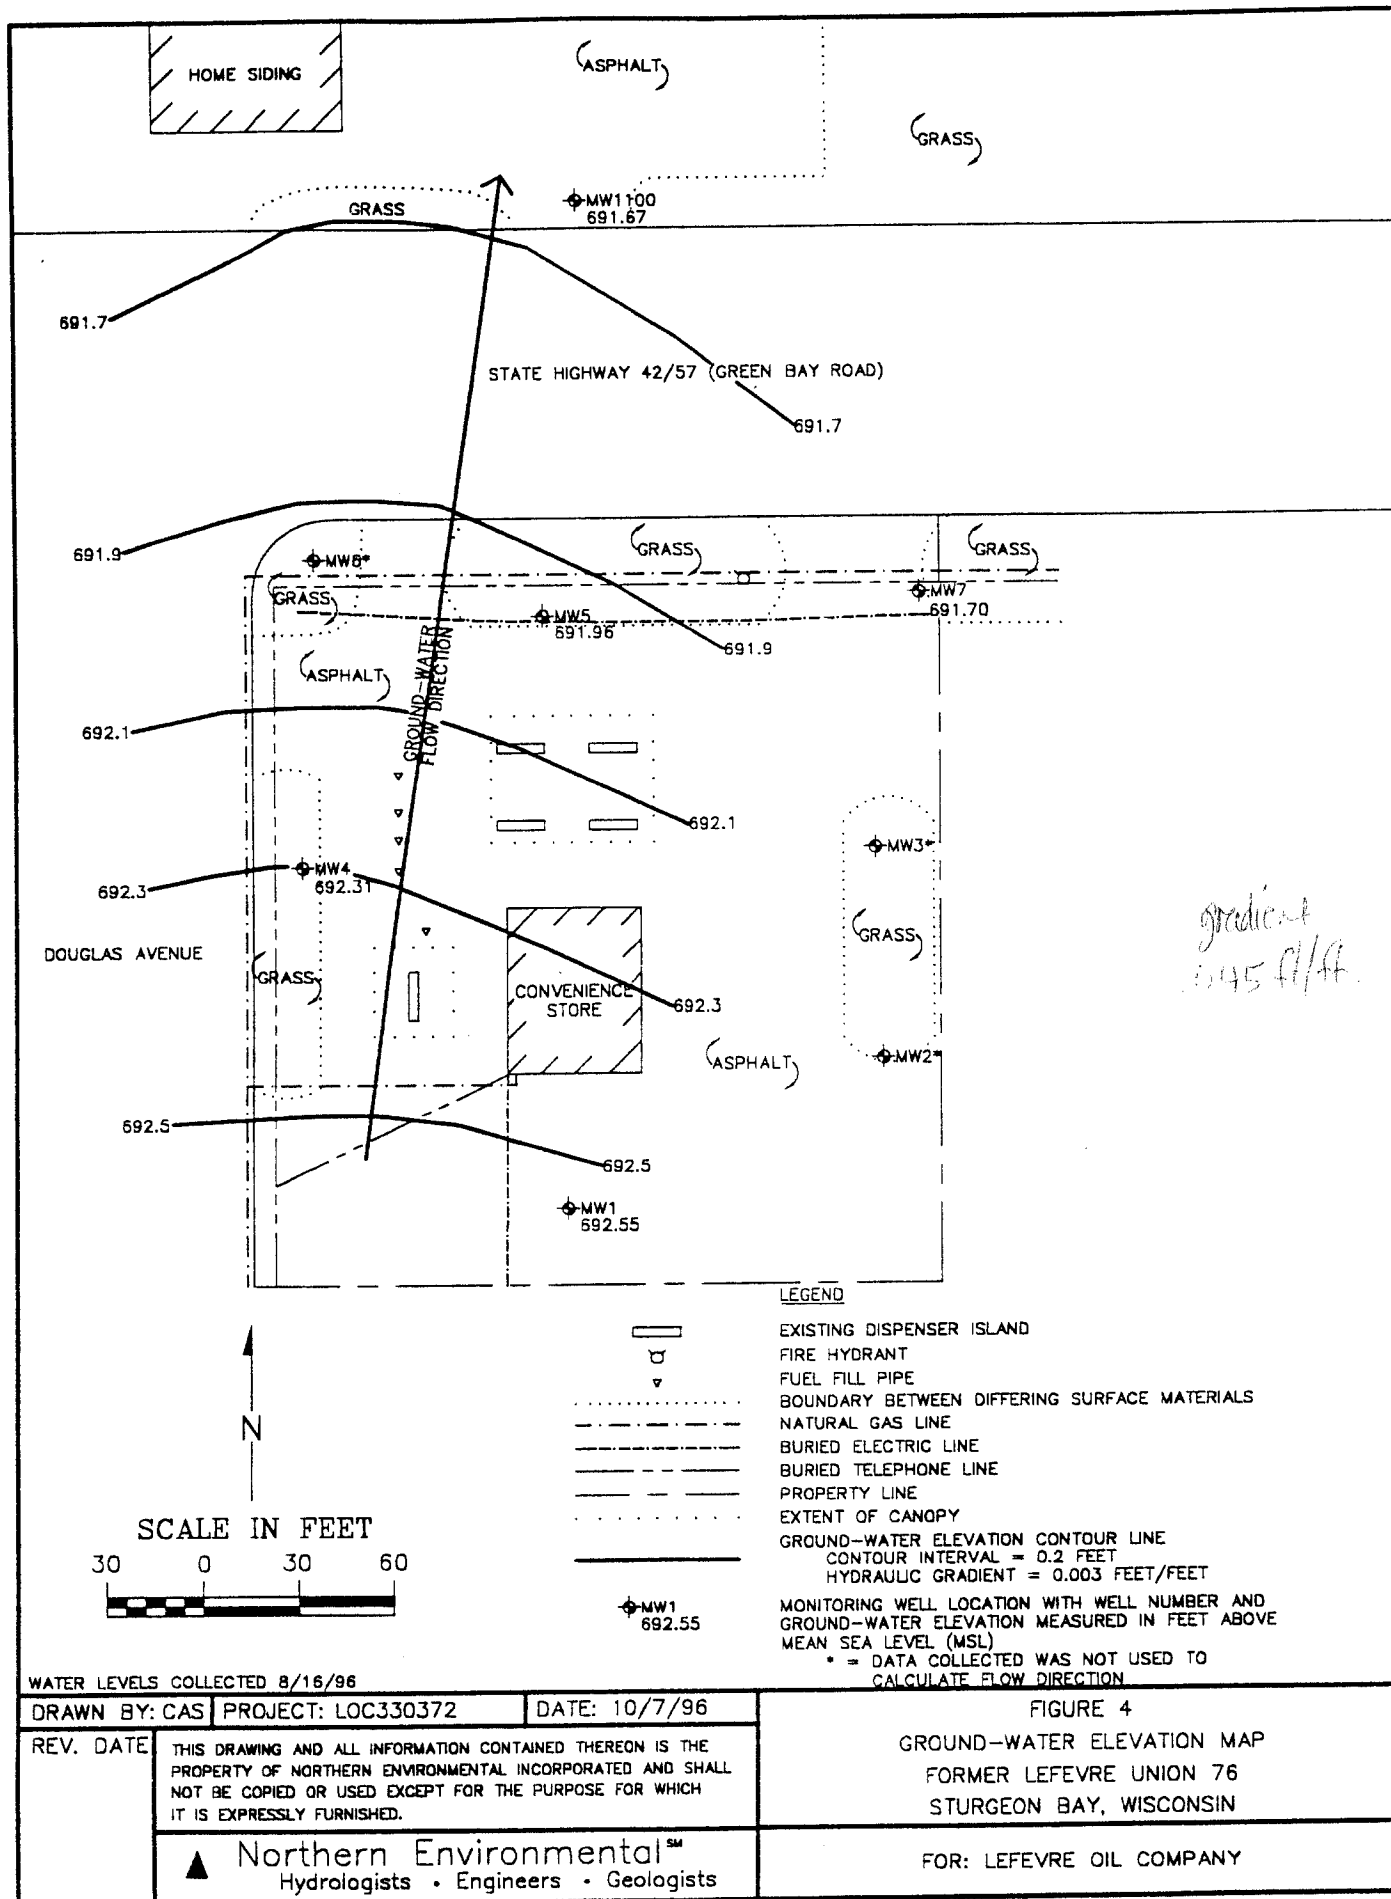 HOME SIDING
ASPHALT
GRASS
MW1100
691.67
GRASS
691.7
STATE HIGHWAY 42/57 (GREEN BAY ROAD)
691.7
691.9
MW6*
GRASS
GRASS
GRASS
MW7
691.70
MW5
691.96
691.9
ASPHALT
GROUND-WATER
FLOW DIRECTION
692.1
692.1
MW3*
MW4
692.31
692.3
GRASS
DOUGLAS AVENUE
GRASS
CONVENIENCE
STORE
692.3
gradient
ft/ft
ASPHALT
MW2*
692.5
692.5
MW1
692.55
N
SCALE IN FEET
30 0 30 60
LEGEND
EXISTING DISPENSER ISLAND
FIRE HYDRANT
FUEL FILL PIPE
BOUNDARY BETWEEN DIFFERING SURFACE MATERIALS
NATURAL GAS LINE
BURIED ELECTRIC LINE
BURIED TELEPHONE LINE
PROPERTY LINE
EXTENT OF CANOPY
GROUND-WATER ELEVATION CONTOUR LINE
CONTOUR INTERVAL = 0.2 FEET
HYDRAULIC GRADIENT = 0.003 FEET/FEET
MW1
692.55
MONITORING WELL LOCATION WITH WELL NUMBER AND
GROUND-WATER ELEVATION MEASURED IN FEET ABOVE
MEAN SEA LEVEL (MSL)
* = DATA COLLECTED WAS NOT USED TO
CALCULATE FLOW DIRECTION
WATER LEVELS COLLECTED 8/16/96
DRAWN BY: CAS PROJECT: LOC330372 DATE: 10/7/96
REV. DATE
THIS DRAWING AND ALL INFORMATION CONTAINED THEREON IS THE
PROPERTY OF NORTHERN ENVIRONMENTAL INCORPORATED AND SHALL
NOT BE COPIED OR USED EXCEPT FOR THE PURPOSE FOR WHICH
IT IS EXPRESSLY FURNISHED.
FIGURE 4
GROUND-WATER ELEVATION MAP
FORMER LEFEVRE UNION 76
STURGEON BAY, WISCONSIN
Northern Environmental℠
Hydrologists • Engineers • Geologists
FOR: LEFEVRE OIL COMPANY